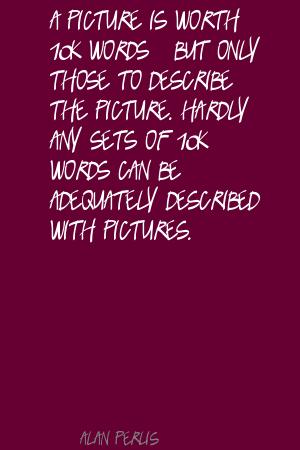 A PICTURE IS WORTH
10K WORDS BUT ONLY
THOSE TO DESCRIBE
THE PICTURE. HARDLY
ANY SETS OF 10K
WORDS CAN BE
ADEQUATELY DESCRIBED
WITH PICTURES.
ALAN PERLIS